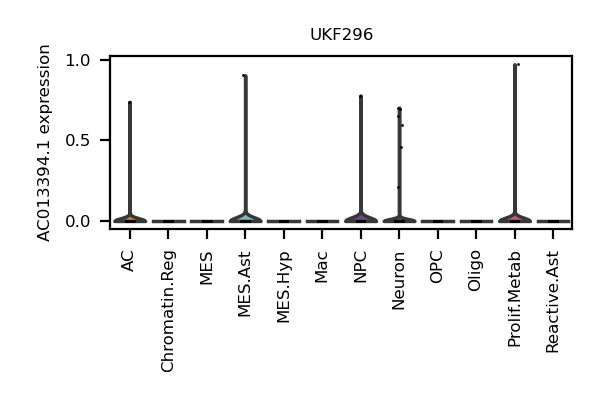 UKF296
AC013394.1 expression
1.0
0.5
0.0
AC
Chromatin.Reg
MES
MES.Ast
MES.Hyp
Mac
NPC
Neuron
OPC
Oligo
Prolif.Metab
Reactive.Ast